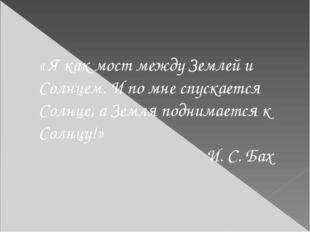 «Я как мост между Землей и
Солнцем. И по мне спускается
Солнце, а Земля поднимается к
Солнцу!»
И. С. Бах